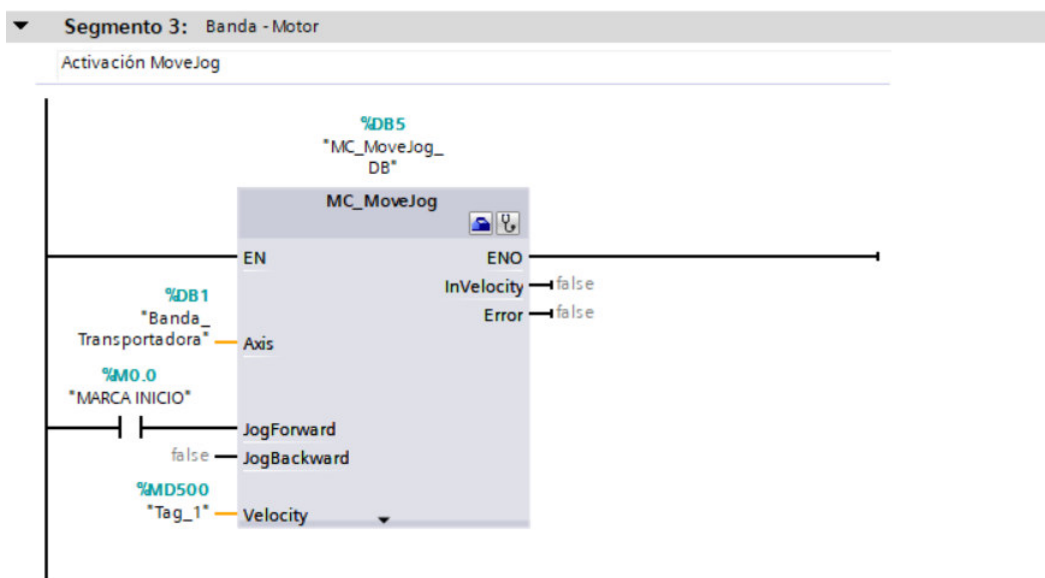 Segmento 3: Banda - Motor
Activación MoveJog
%DB5
"MC_MoveJog_
DB"
MC_MoveJog
EN
ENO
InVelocity
false
Error
false
%DB1
"Banda_
Transportadora"
Axis
%M0.0
"MARCA INICIO"
JogForward
false
JogBackward
%MD500
"Tag_1"
Velocity